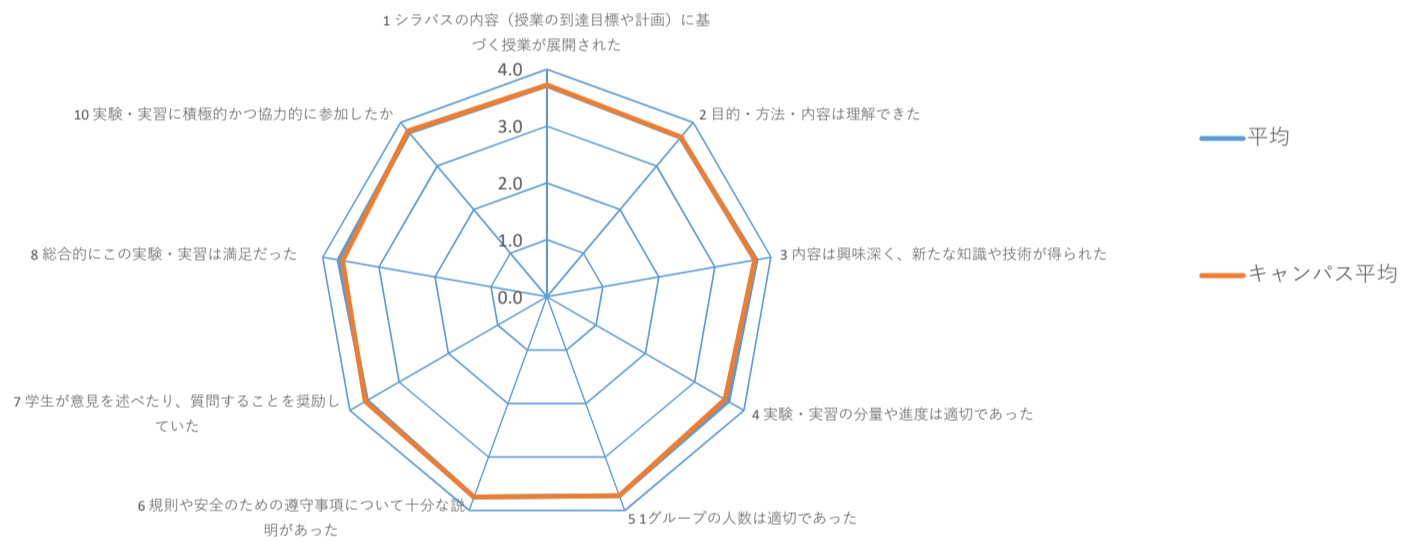 1 シラバスの内容（授業の到達目標や計画）に基
づく授業が展開された
4.0
10 実験・実習に積極的かつ協力的に参加したか
2 目的・方法・内容は理解できた
3.0
平均
2.0
8 総合的にこの実験・実習は満足だった
1.0
3 内容は興味深く、新たな知識や技術が得られた
キャンパス平均
0.0
7 学生が意見を述べたり、質問することを奨励し
ていた
4 実験・実習の分量や進度は適切であった
6 規則や安全のための遵守事項について十分な説
明があった
5 1グループの人数は適切であった